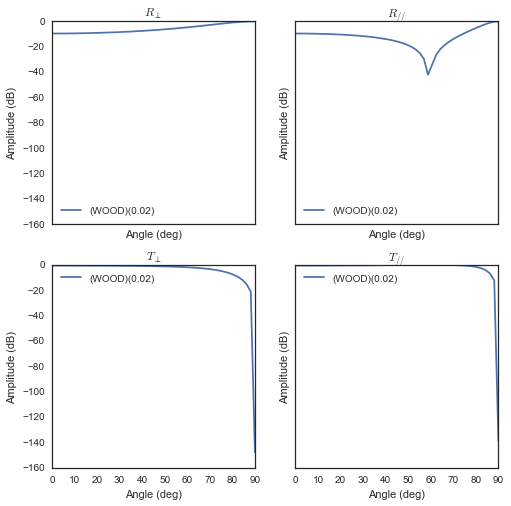 R⊥
R//
0
−20
−40
−60
−80
−100
−120
−140
−160
Amplitude (dB)
Amplitude (dB)
(WOOD)(0.02)
(WOOD)(0.02)
Angle (deg)
Angle (deg)
T⊥
T//
0
−20
−40
−60
−80
−100
−120
−140
−160
Amplitude (dB)
Amplitude (dB)
(WOOD)(0.02)
(WOOD)(0.02)
0 10 20 30 40 50 60 70 80 90
0 10 20 30 40 50 60 70 80 90
Angle (deg)
Angle (deg)